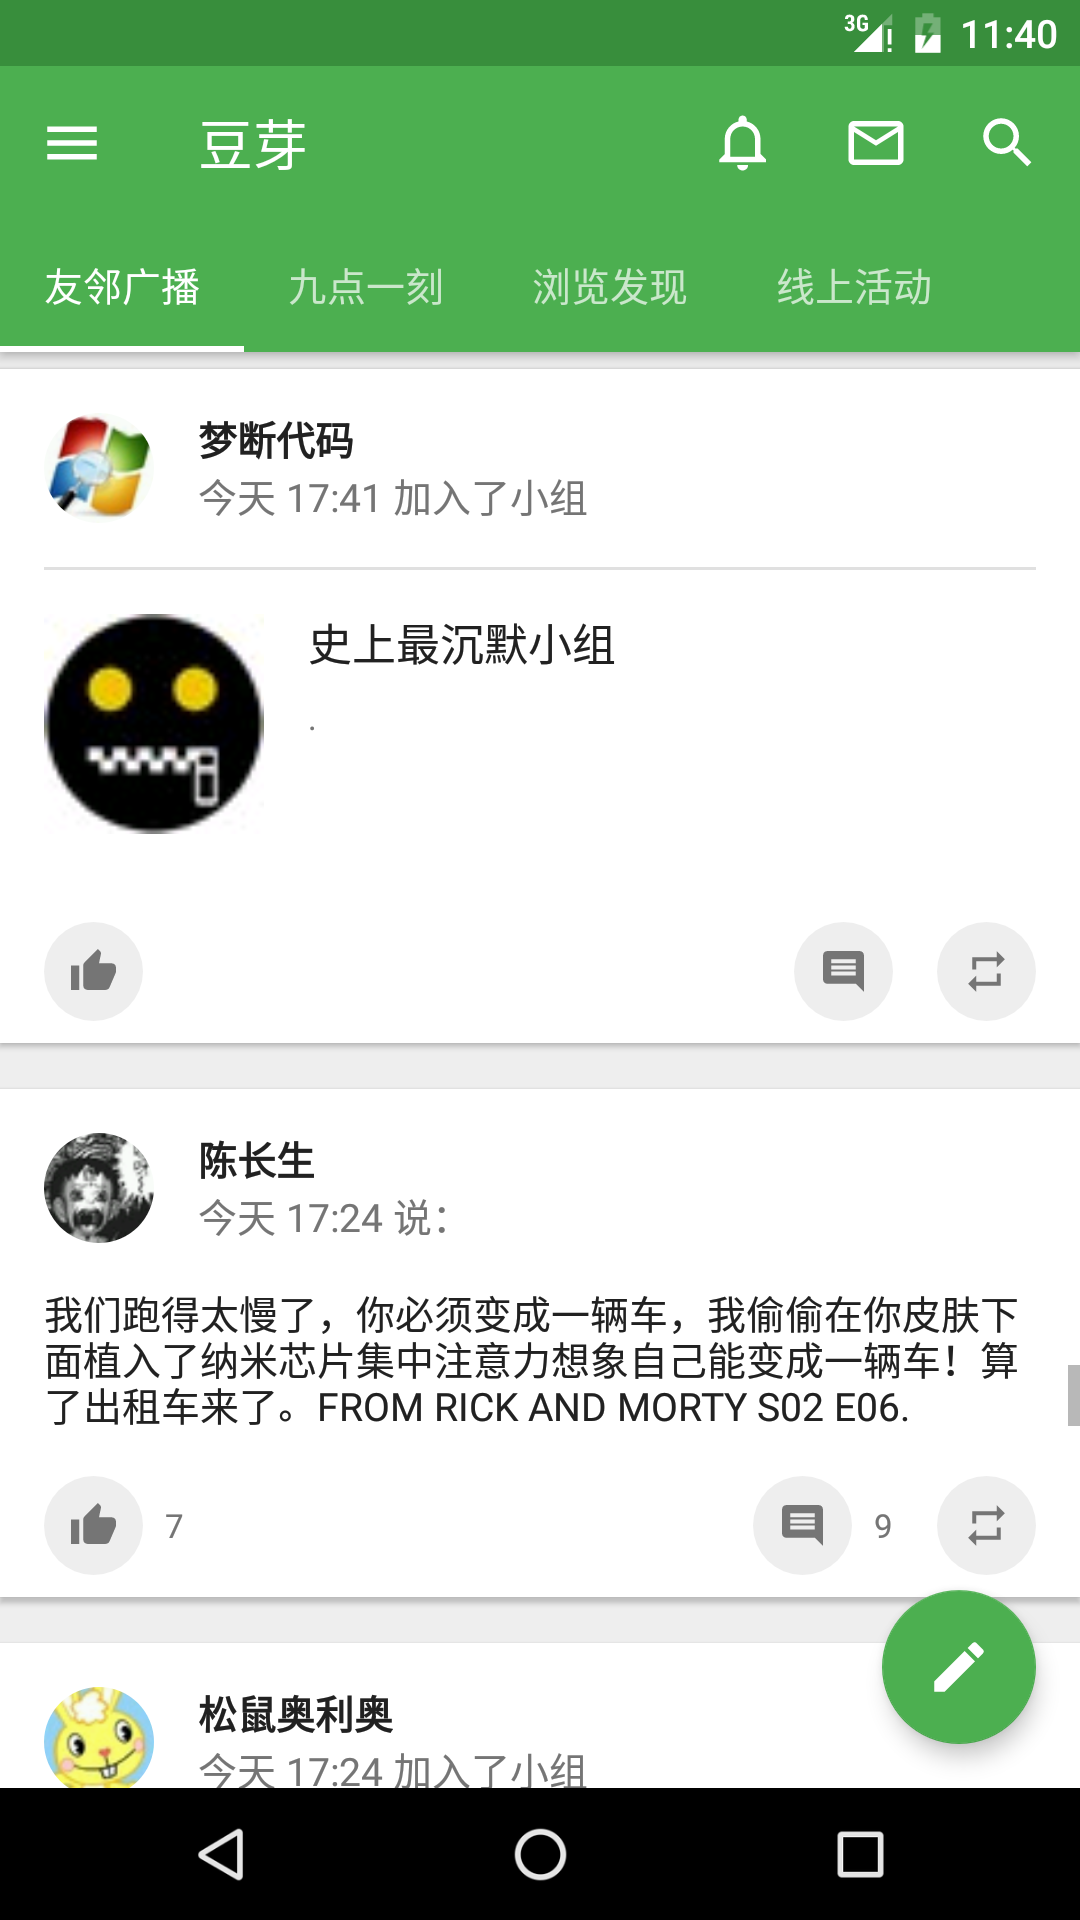 3G 11:40
豆芽
友邻广播 九点一刻 浏览发现 线上活动
梦断代码
今天 17:41 加入了小组
史上最沉默小组
.
陈长生
今天 17:24 说：
我们跑得太慢了，你必须变成一辆车，我偷偷在你皮肤下
面植入了纳米芯片集中注意力想象自己能变成一辆车！算
了出租车来了。FROM RICK AND MORTY S02 E06.
7 9
松鼠奥利奥
今天 17:24 加入了小组